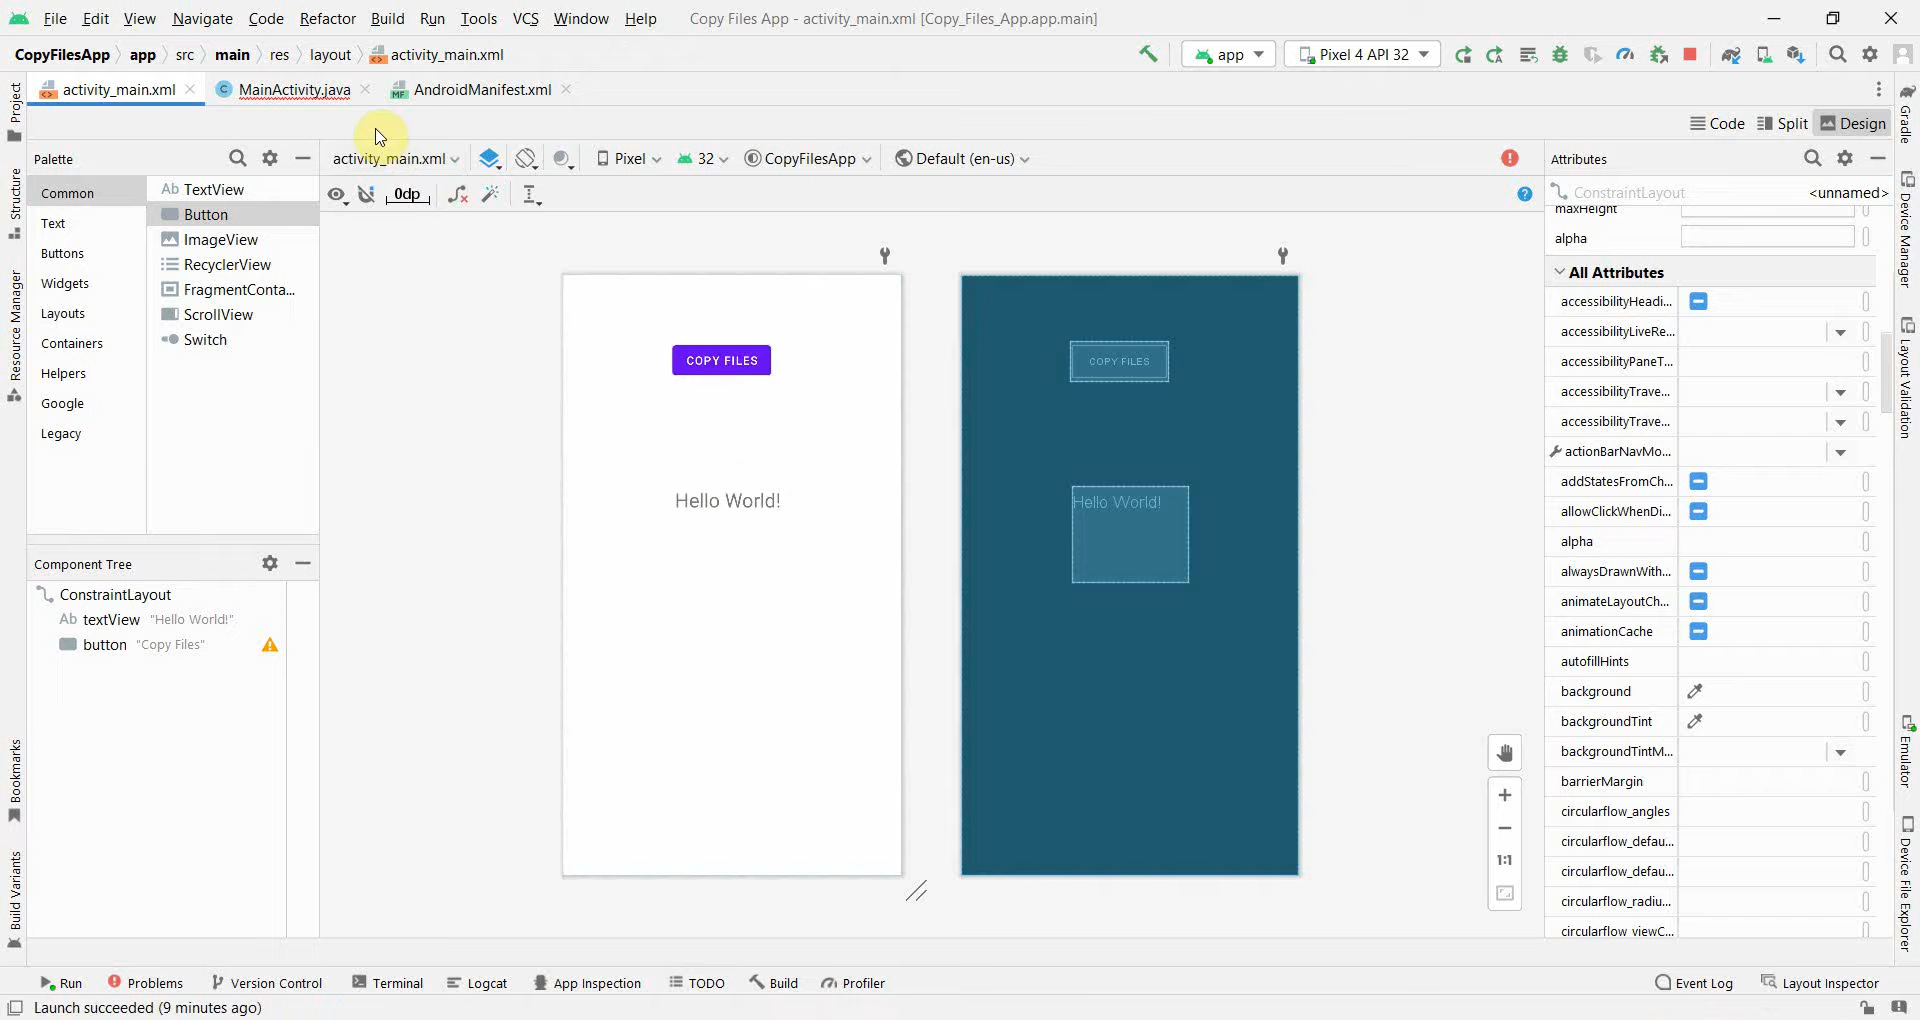 File Edit View Navigate Code Refactor Build Run Tools VCS Window Help Copy Files App - activity_main.xml [Copy_Files_App.app.main]
CopyFilesApp app src main res layout activity_main.xml app Pixel 4 API 32
activity_main.xml MainActivity.java AndroidManifest.xml
Code Split Design
Palette activity_main.xml Pixel 32 CopyFilesApp Default (en-us) Attributes
0dp
ConstraintLayout <unnamed>
maxHeight
alpha
Common
Text
Buttons
Widgets
Layouts
Containers
Helpers
Google
Legacy
Ab TextView
Button
ImageView
RecyclerView
FragmentConta...
ScrollView
Switch
Component Tree
ConstraintLayout
Ab textView "Hello World!"
button "Copy Files"
COPY FILES
Hello World!
COPY FILES
Hello World!
1:1
All Attributes
accessibilityHeadi...
accessibilityLiveRe...
accessibilityPaneT...
accessibilityTrave...
accessibilityTrave...
actionBarNavMo...
addStatesFromCh...
allowClickWhenDi...
alpha
alwaysDrawnWith...
animateLayoutCh...
animationCache
autofillHints
background
backgroundTint
backgroundTintM...
barrierMargin
circularflow_angles
circularflow_defau...
circularflow_defau...
circularflow_radiu...
circularflow_viewC...
Project
Structure
Resource Manager
Bookmarks
Build Variants
Gradle
Device Manager
Layout Validation
Emulator
Device File Explorer
Run Problems Version Control Terminal Logcat App Inspection TODO Build Profiler Event Log Layout Inspector
Launch succeeded (9 minutes ago)